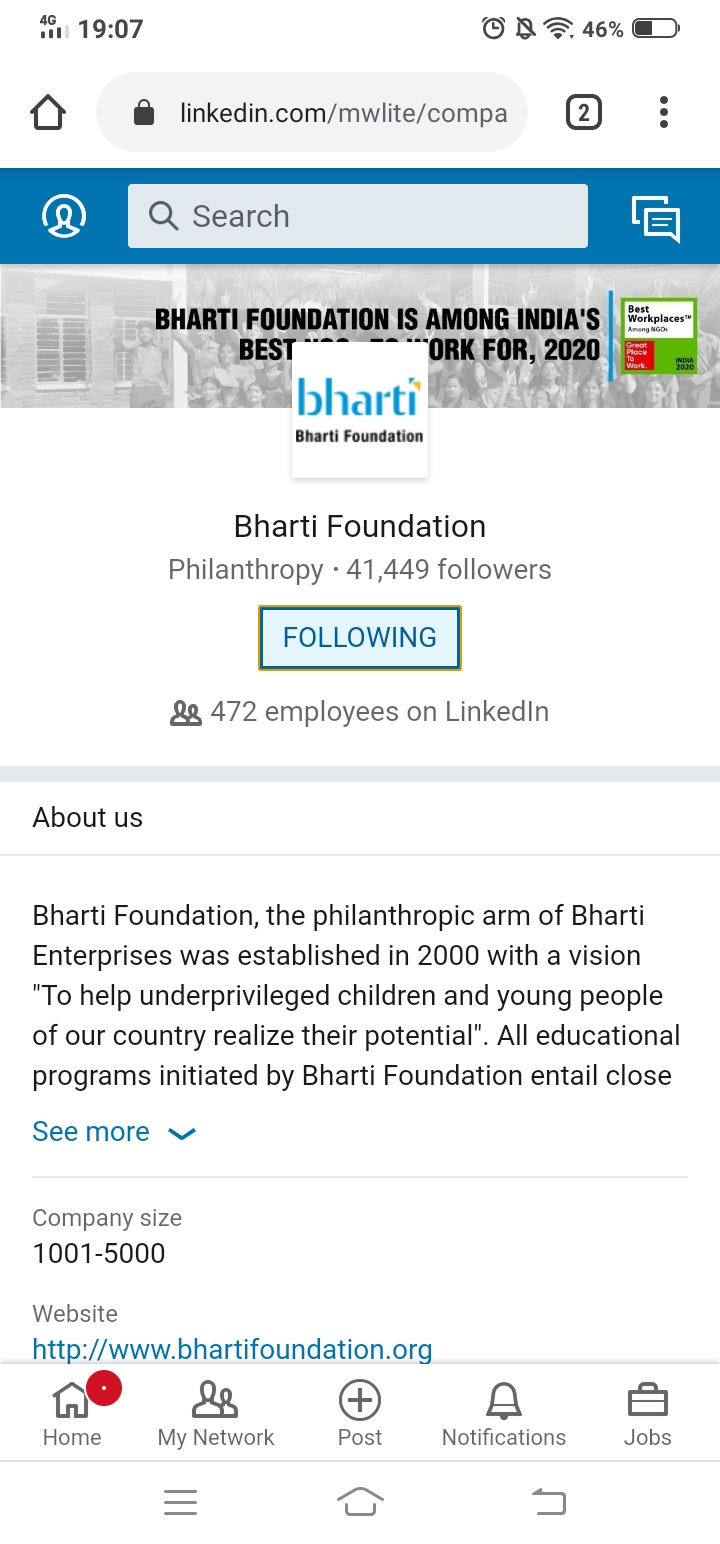 4G 19:07 46%
linkedin.com/mwlite/compa 2
Search
BHARTI FOUNDATION IS AMONG INDIA'S
BEST WORK FOR, 2020
Best
Workplaces™
Among NGOs
Great
Place
To
Work.
INDIA
2020
bharti
Bharti Foundation
Bharti Foundation
Philanthropy · 41,449 followers
FOLLOWING
472 employees on LinkedIn
About us
Bharti Foundation, the philanthropic arm of Bharti
Enterprises was established in 2000 with a vision
"To help underprivileged children and young people
of our country realize their potential". All educational
programs initiated by Bharti Foundation entail close
See more
Company size
1001-5000
Website
http://www.bhartifoundation.org
Home My Network Post Notifications Jobs